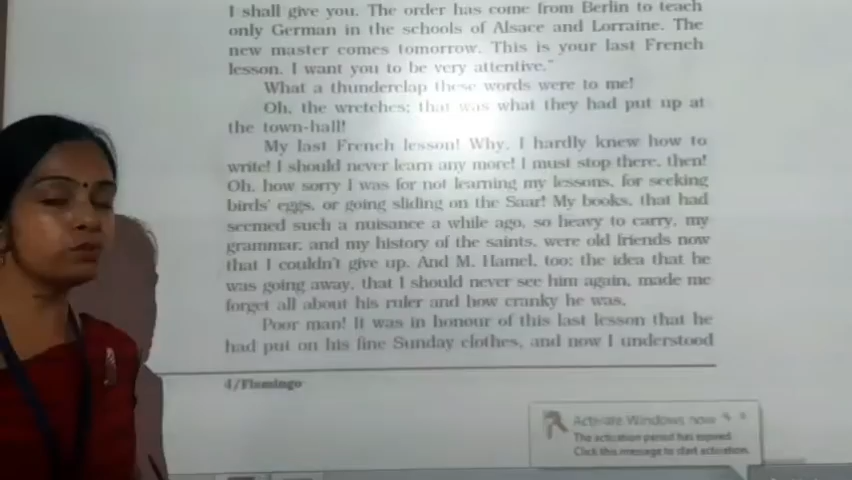 I shall give you. The order has come from Berlin to teach
only German in the schools of Alsace and Lorraine. The
new master comes tomorrow. This is your last French
lesson. I want you to be very attentive."
What a thunderclap these words were to me!
Oh, the wretches; that was what they had put up at
the town-hall!
My last French lesson! Why, I hardly knew how to
write! I should never learn any more! I must stop there, then!
Oh, how sorry I was for not learning my lessons, for seeking
birds' eggs, or going sliding on the Saar! My books, that had
seemed such a nuisance a while ago, so heavy to carry, my
grammar, and my history of the saints, were old friends now
that I couldn't give up. And M. Hamel, too; the idea that he
was going away, that I should never see him again, made me
forget all about his ruler and how cranky he was.
Poor man! It was in honour of this last lesson that he
had put on his fine Sunday clothes, and now I understood
4/Flamingo
Activate Windows now
The activation period has expired.
Click this message to start activation.